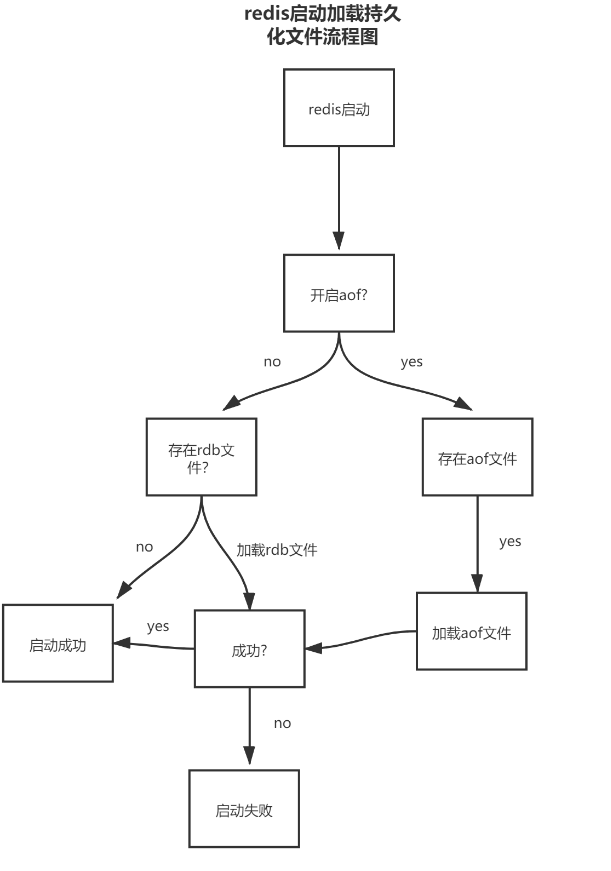 redis启动加载持久
化文件流程图
redis启动
开启aof?
no
yes
存在rdb文
件?
存在aof文件
no
加载rdb文件
yes
启动成功
yes
成功?
加载aof文件
no
启动失败